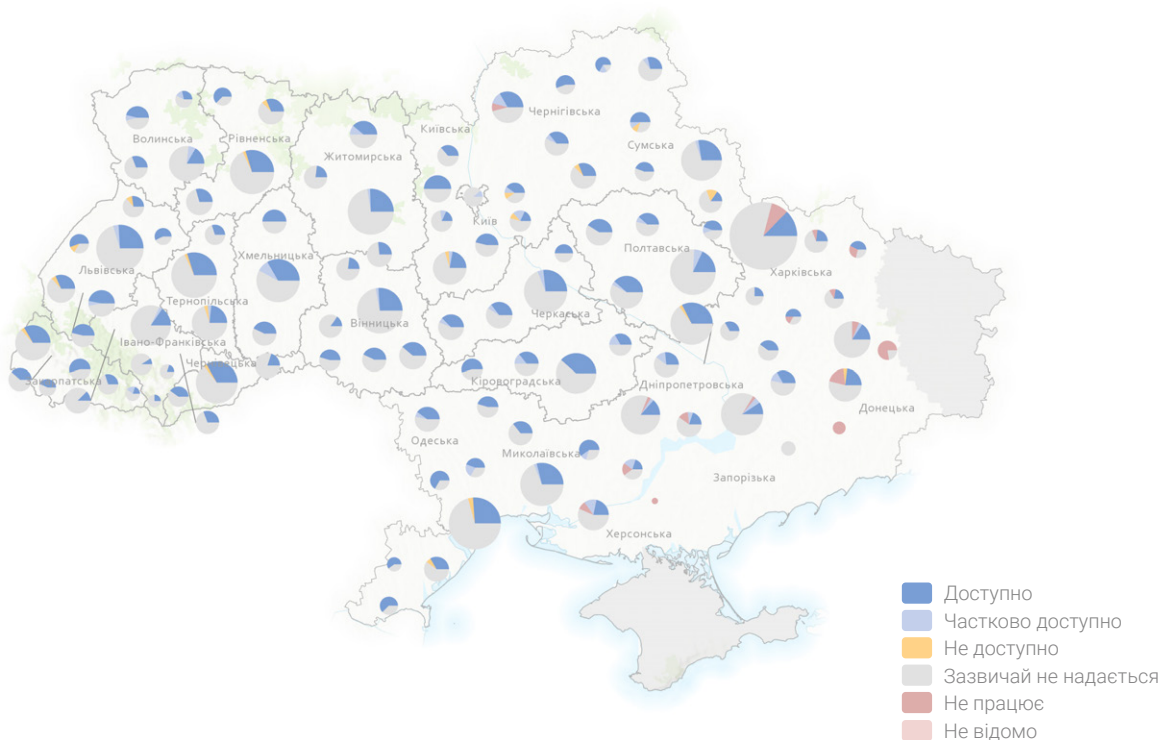 Чернігівська
Київська
Волинська
Рівненська
Сумська
Житомирська
Київ
Полтавська
Хмельницька
Львівська
Харківська
Тернопільська
Черкаська
Вінницька
Івано-Франківська
Чернівецька
Закарпатська
Кіровоградська
Дніпропетровська
Донецька
Одеська
Миколаївська
Запорізька
Херсонська
Доступно
Частково доступно
Не доступно
Зазвичай не надається
Не працює
Не відомо